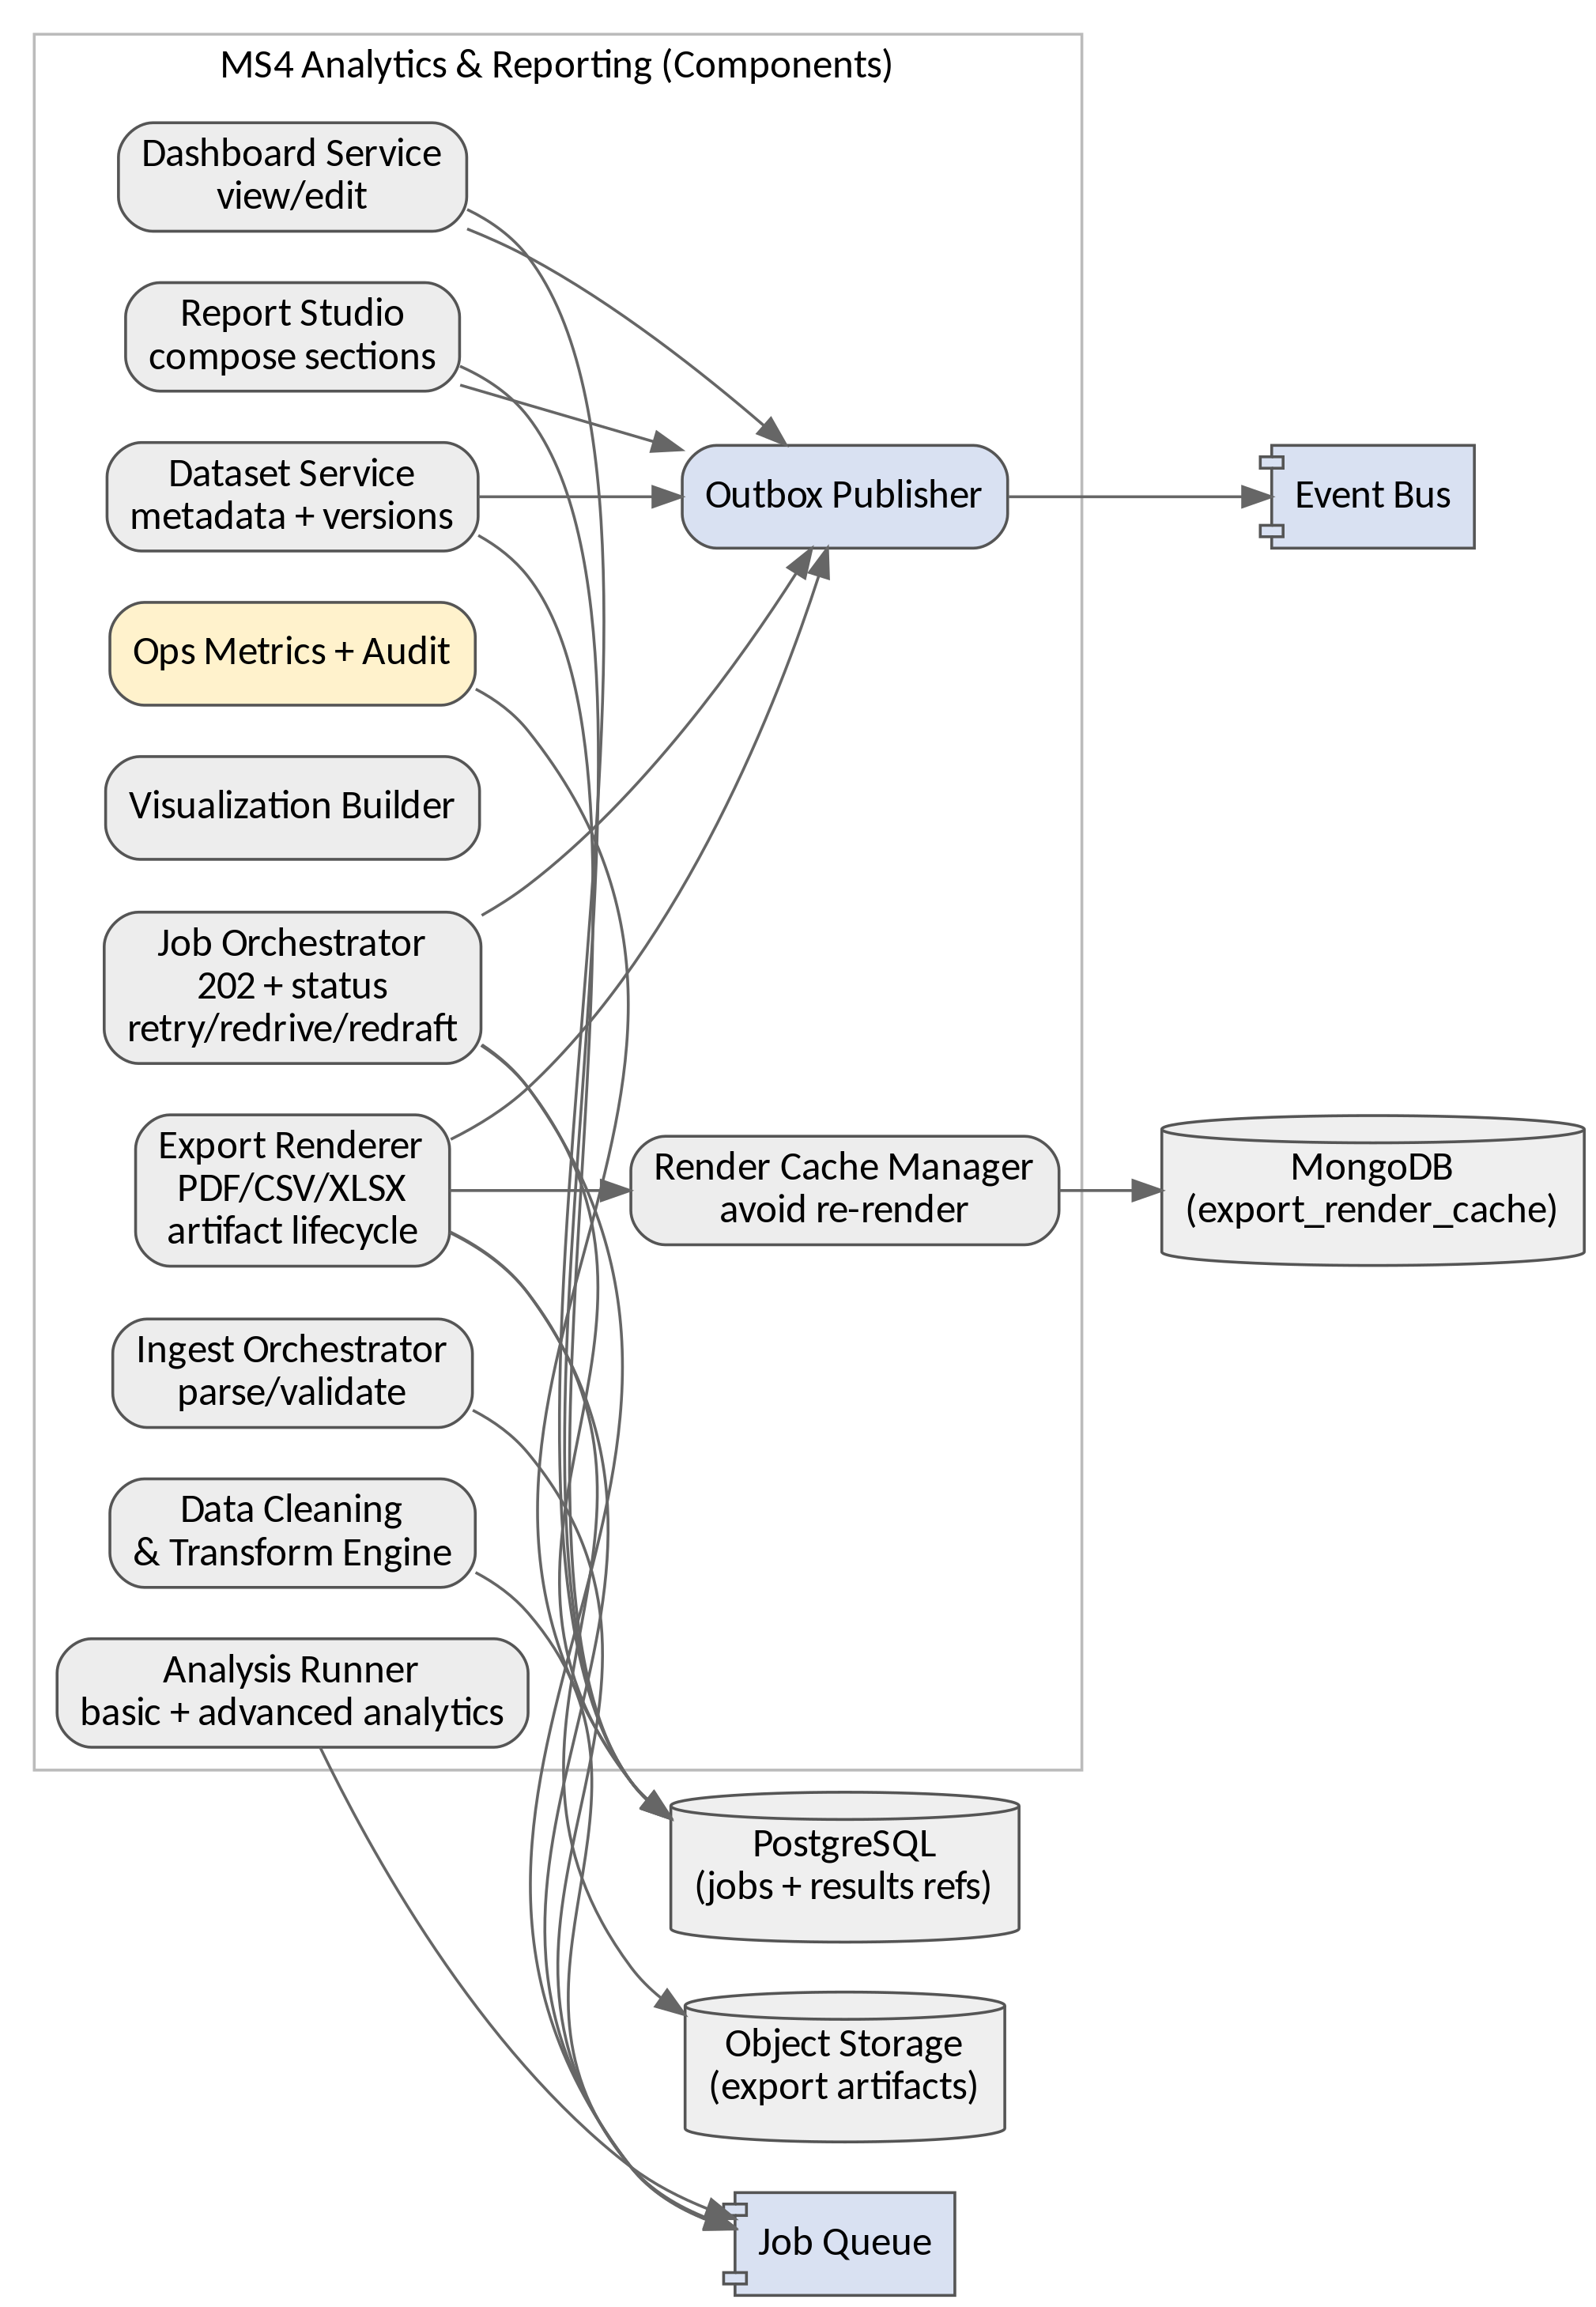 MS4 Analytics & Reporting (Components)
Dashboard Service
view/edit
Report Studio
compose sections
Dataset Service
metadata + versions
Outbox Publisher
Event Bus
Ops Metrics + Audit
Visualization Builder
Job Orchestrator
202 + status
retry/redrive/redraft
Export Renderer
PDF/CSV/XLSX
artifact lifecycle
Render Cache Manager
avoid re-render
MongoDB
(export_render_cache)
Ingest Orchestrator
parse/validate
Data Cleaning
& Transform Engine
Analysis Runner
basic + advanced analytics
PostgreSQL
(jobs + results refs)
Object Storage
(export artifacts)
Job Queue